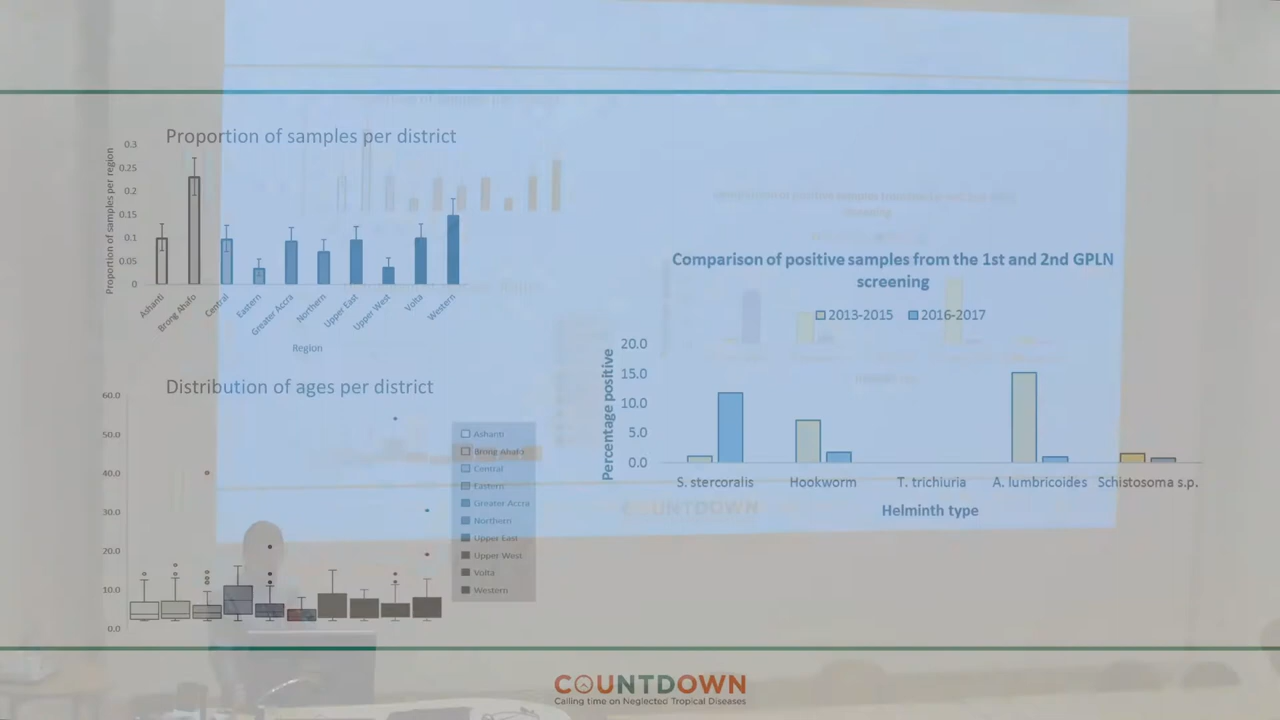 Proportion of samples per district
Proportion of samples per region
0.3
0.25
0.2
0.15
0.1
0.05
0
Ashanti
Brong Ahafo
Central
Eastern
Greater Accra
Northern
Upper East
Upper West
Volta
Western
Region
Distribution of ages per district
60.0
50.0
40.0
30.0
20.0
10.0
0.0
Ashanti
Brong Ahafo
Central
Eastern
Greater Accra
Northern
Upper East
Upper West
Volta
Western
Comparison of positive samples from the 1st and 2nd GPLN
screening
2013-2015 2016-2017
Percentage positive
20.0
15.0
10.0
5.0
0.0
S. stercoralis Hookworm T. trichiuria A. lumbricoides Schistosoma s.p.
Helminth type
COUNTDOWN
COUNTDOWN
Calling time on Neglected Tropical Diseases